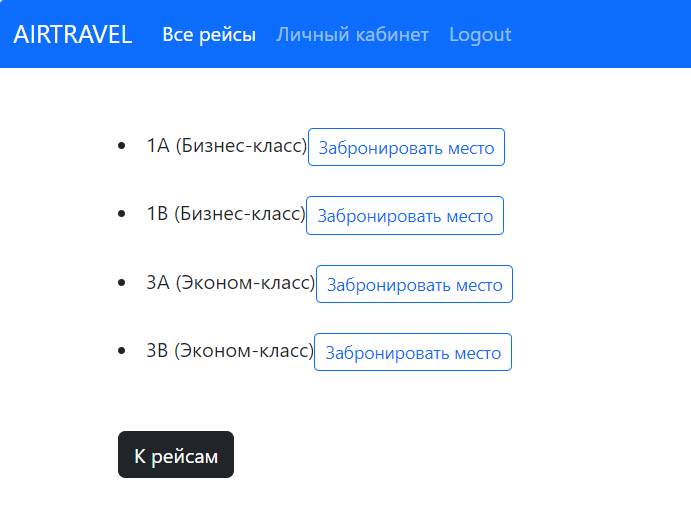 AIRTRAVEL Все рейсы Личный кабинет Logout
• 1A (Бизнес-класс) Забронировать место
• 1B (Бизнес-класс) Забронировать место
• 3A (Эконом-класс) Забронировать место
• 3B (Эконом-класс) Забронировать место
К рейсам